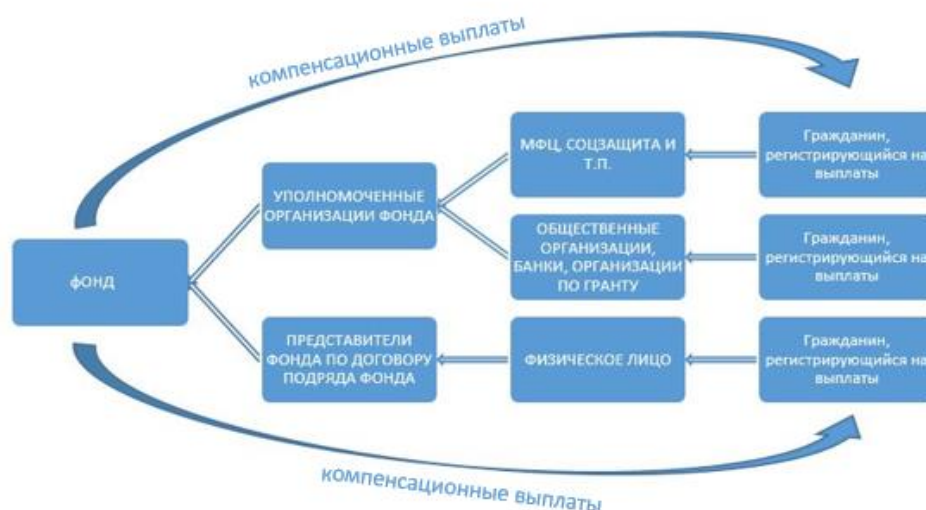 компенсационные выплаты
МФЦ, СОЦЗАЩИТА И
Т.П.
Гражданин,
регистрирующийся на
выплаты
УПОЛНОМОЧЕННЫЕ
ОРГАНИЗАЦИИ ФОНДА
ОБЩЕСТВЕННЫЕ
ОРГАНИЗАЦИИ,
БАНКИ, ОРГАНИЗАЦИИ
ПО ГРАНТУ
Гражданин,
регистрирующийся на
выплаты
фОНД
ПРЕДСТАВИТЕЛИ
ФОНДА ПО ДОГОВОРУ
ПОДРЯДА ФОНДА
ФИЗИЧЕСКОЕ ЛИЦО
Гражданин,
регистрирующийся на
выплаты
компенсационные выплаты